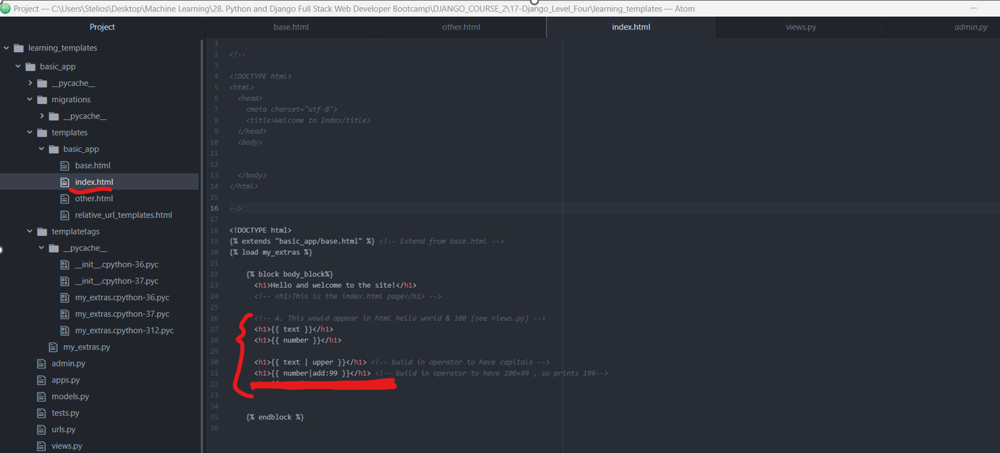 Project — C:\Users\Stelios\Desktop\Machine Learning\28. Python and Django Full Stack Web Developer Bootcamp\DJANGO_COURSE_2\17-Django_Level_Four\learning_templates — Atom
Project
base.html
other.html
index.html
views.py
admin.py
learning_templates
basic_app
__pycache__
migrations
__pycache__
templates
basic_app
base.html
index.html
other.html
relative_url_templates.html
templatetags
__pycache__
__init__.cpython-36.pyc
__init__.cpython-37.pyc
my_extras.cpython-36.pyc
my_extras.cpython-37.pyc
my_extras.cpython-312.pyc
my_extras.py
admin.py
apps.py
models.py
tests.py
urls.py
views.py
1
2 <!--
3
4 <!DOCTYPE html>
5 <html>
6 <head>
7 <meta charset="utf-8">
8 <title>Welcome to Index/title>
9 </head>
10 <body>
11
12
13 </body>
14 </html>
15
16 -->
17
18 <!DOCTYPE html>
19 {% extends "basic_app/base.html" %} <!-- Extend from base.html -->
20 {% load my_extras %}
21
22 {% block body_block%}
23 <h1>Hello and welcome to the site!</h1>
24 <!-- <h1>This is the index.html page</h1> -->
25
26 <!-- A. This would appear in html hello world & 100 (see views.py) -->
27 <h1>{{ text }}</h1>
28 <h1>{{ number }}</h1>
29
30 <h1>{{ text | upper }}</h1> <!-- build in operator to have capitals -->
31 <h1>{{ number|add:99 }}</h1> <!-- build in operator to have 100+99 , so prints 199-->
32
33
34
35 {% endblock %}
36